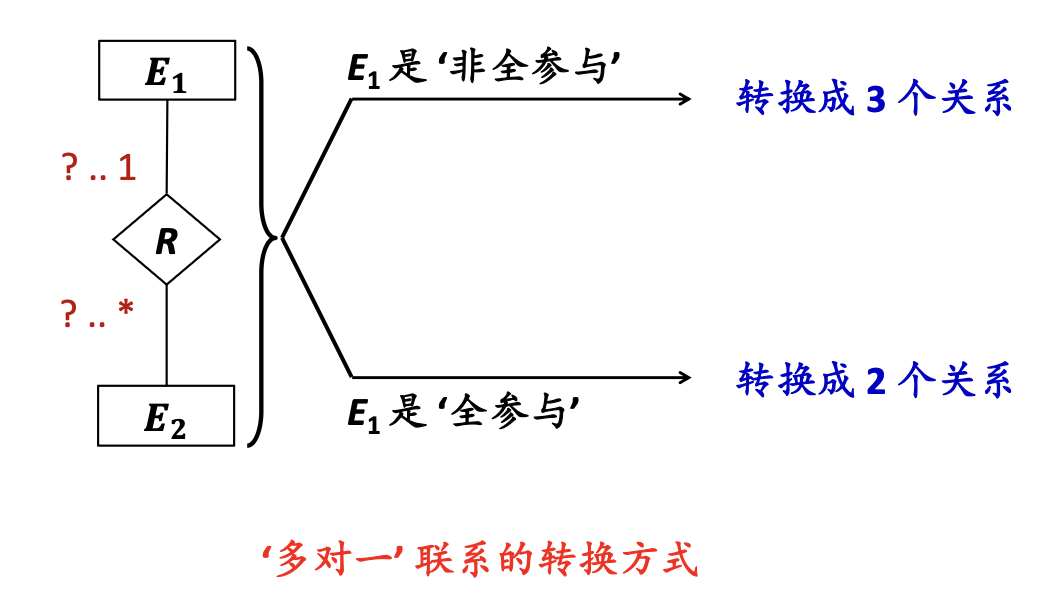 E₁
? .. 1
R
? .. *
E₂
E₁ 是 ‘非全参与’
转换成 3 个关系
转换成 2 个关系
E₁ 是 ‘全参与’
‘多对一’ 联系的转换方式